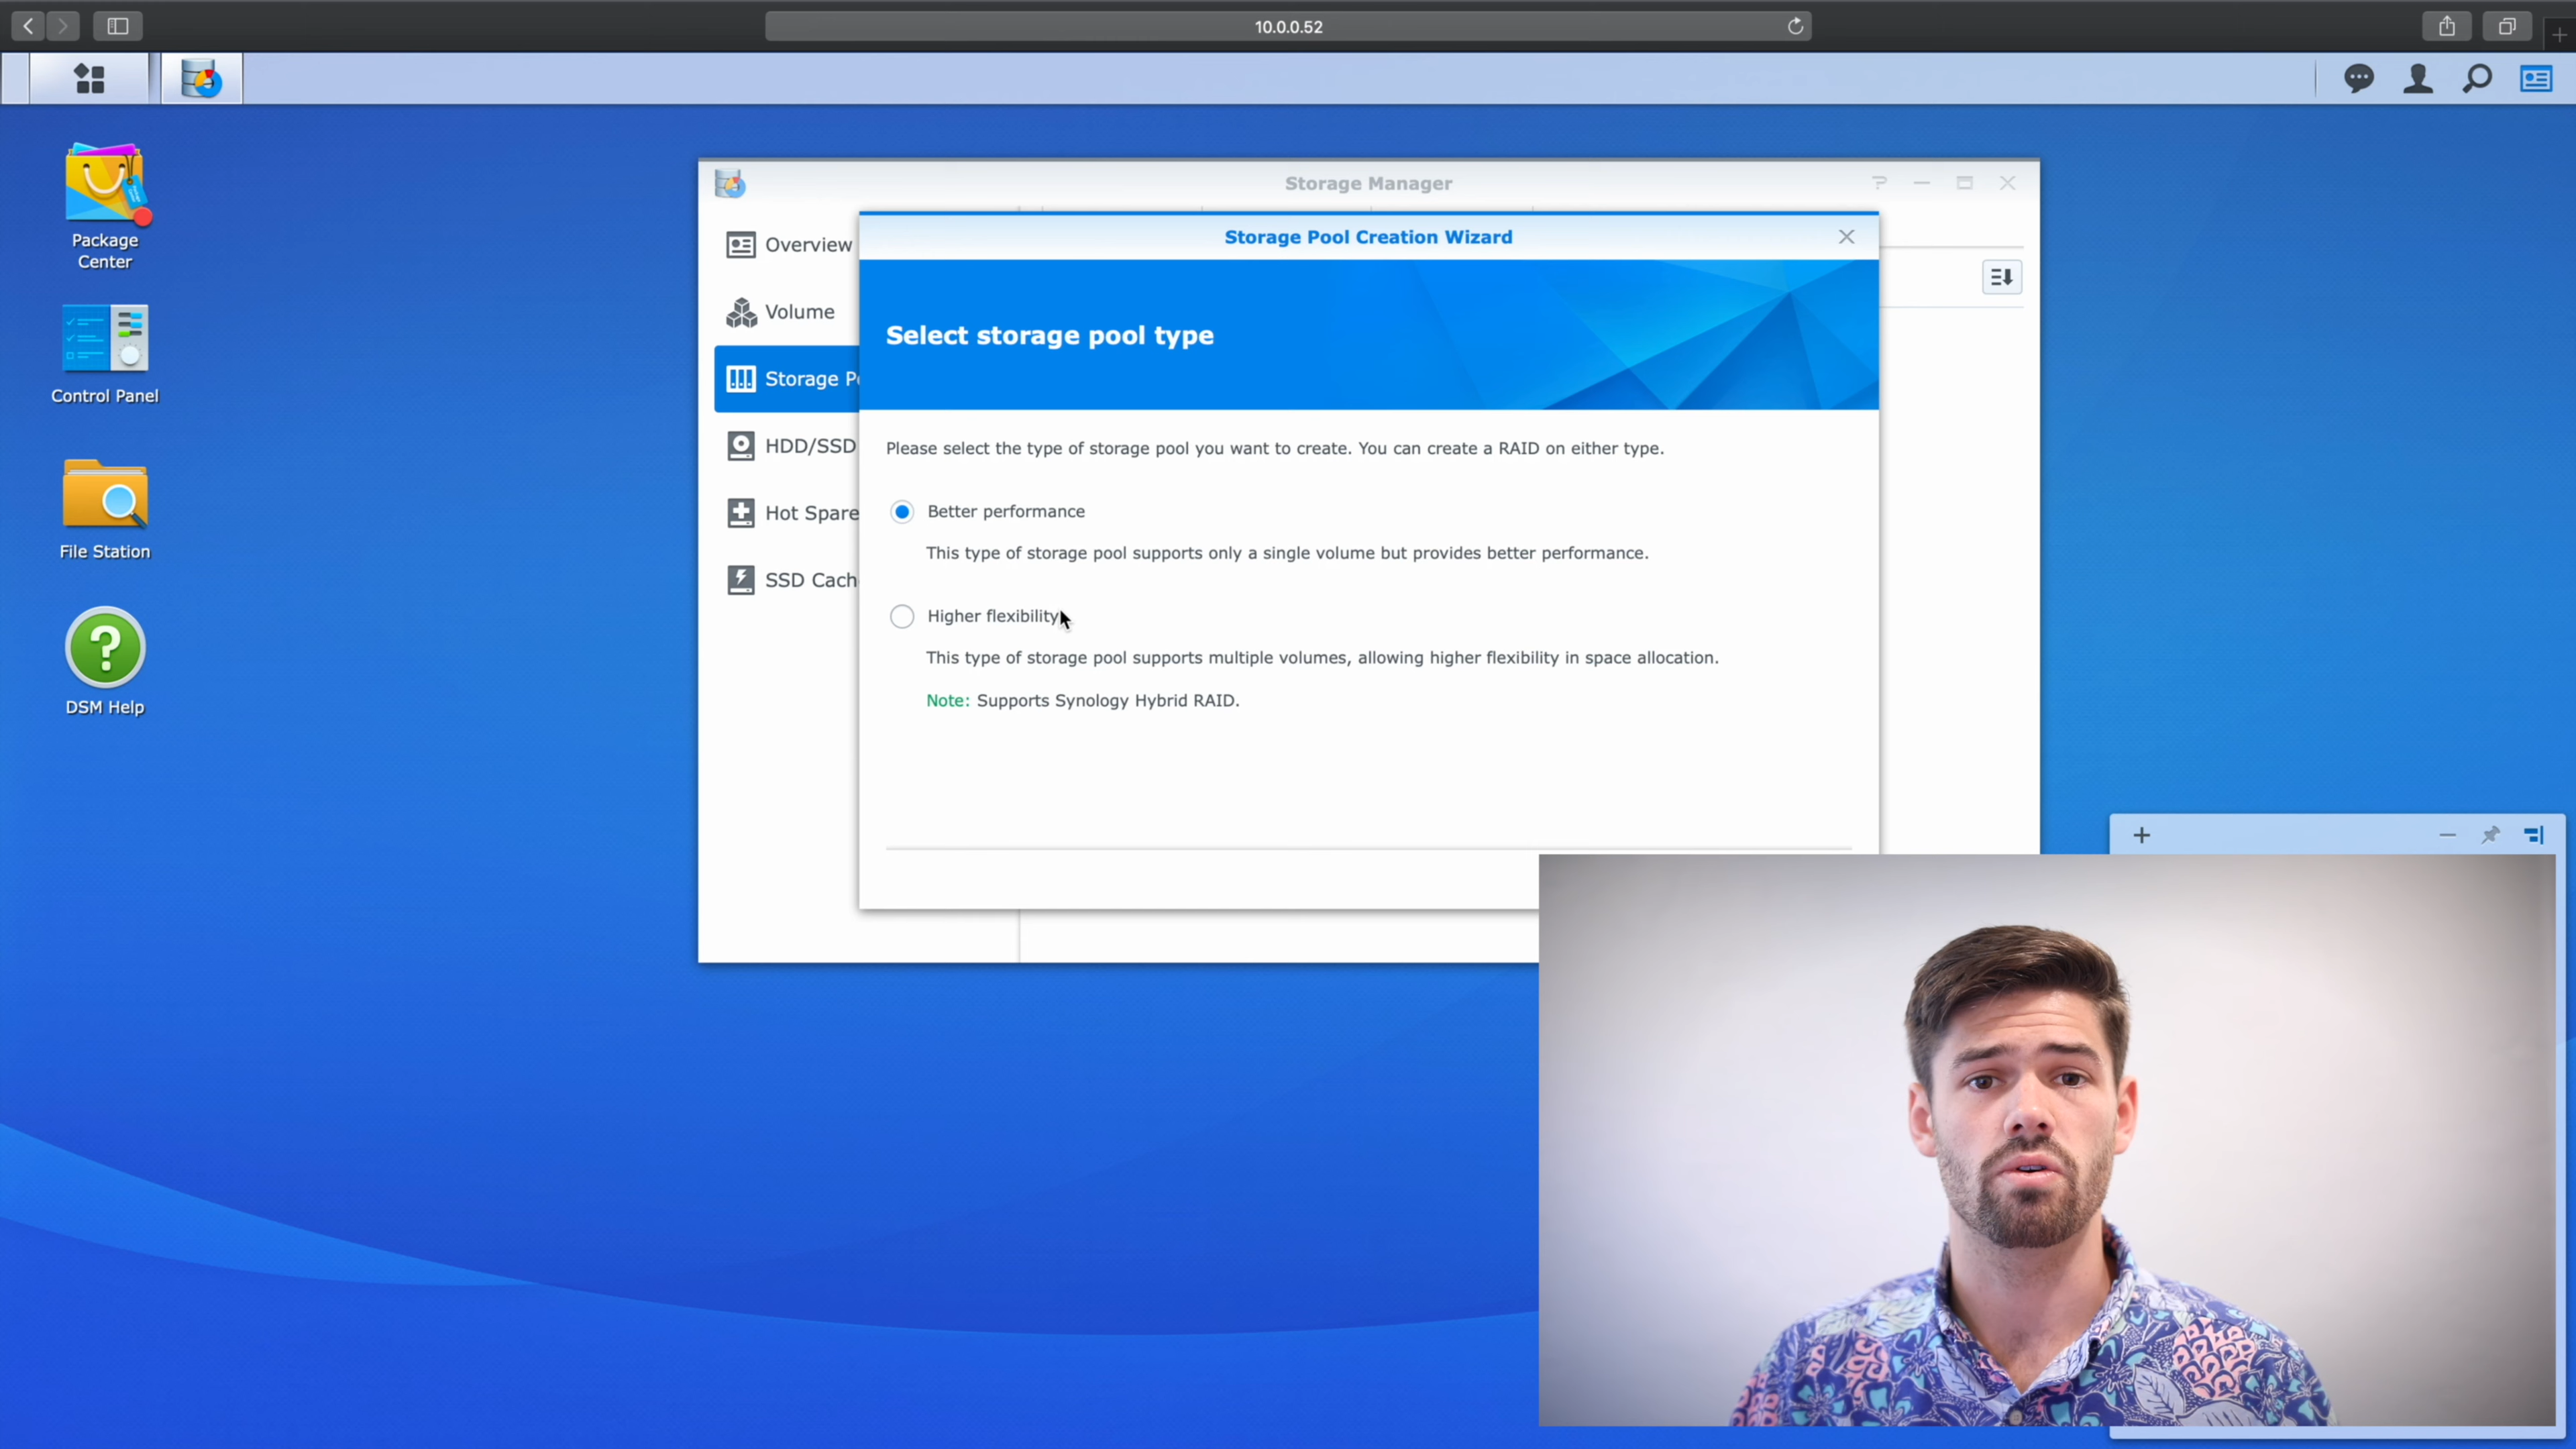 10.0.0.52
Package
Center
Control Panel
File Station
DSM Help
Storage Manager
Overview
Volume
Storage P
HDD/SSD
Hot Spare
SSD Cach
Storage Pool Creation Wizard
Select storage pool type
Please select the type of storage pool you want to create. You can create a RAID on either type.
Better performance
This type of storage pool supports only a single volume but provides better performance.
Higher flexibility
This type of storage pool supports multiple volumes, allowing higher flexibility in space allocation.
Note: Supports Synology Hybrid RAID.